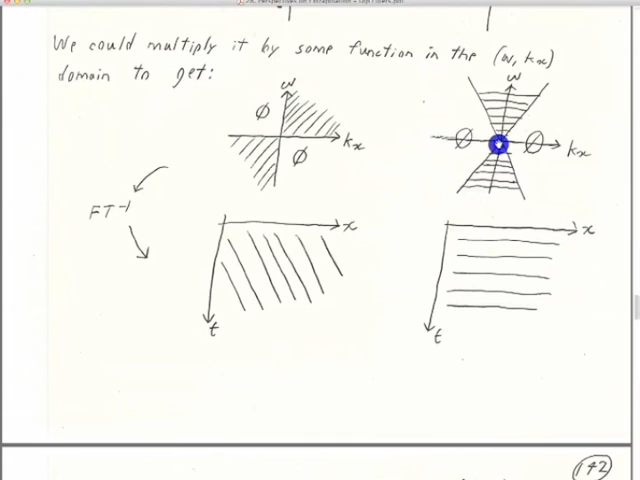 We could multiply it by some function in the (ω, kx)
domain to get:
ω
ω
φ
kx
φ
φ
φ
kx
FT⁻¹
x
x
t
t
142